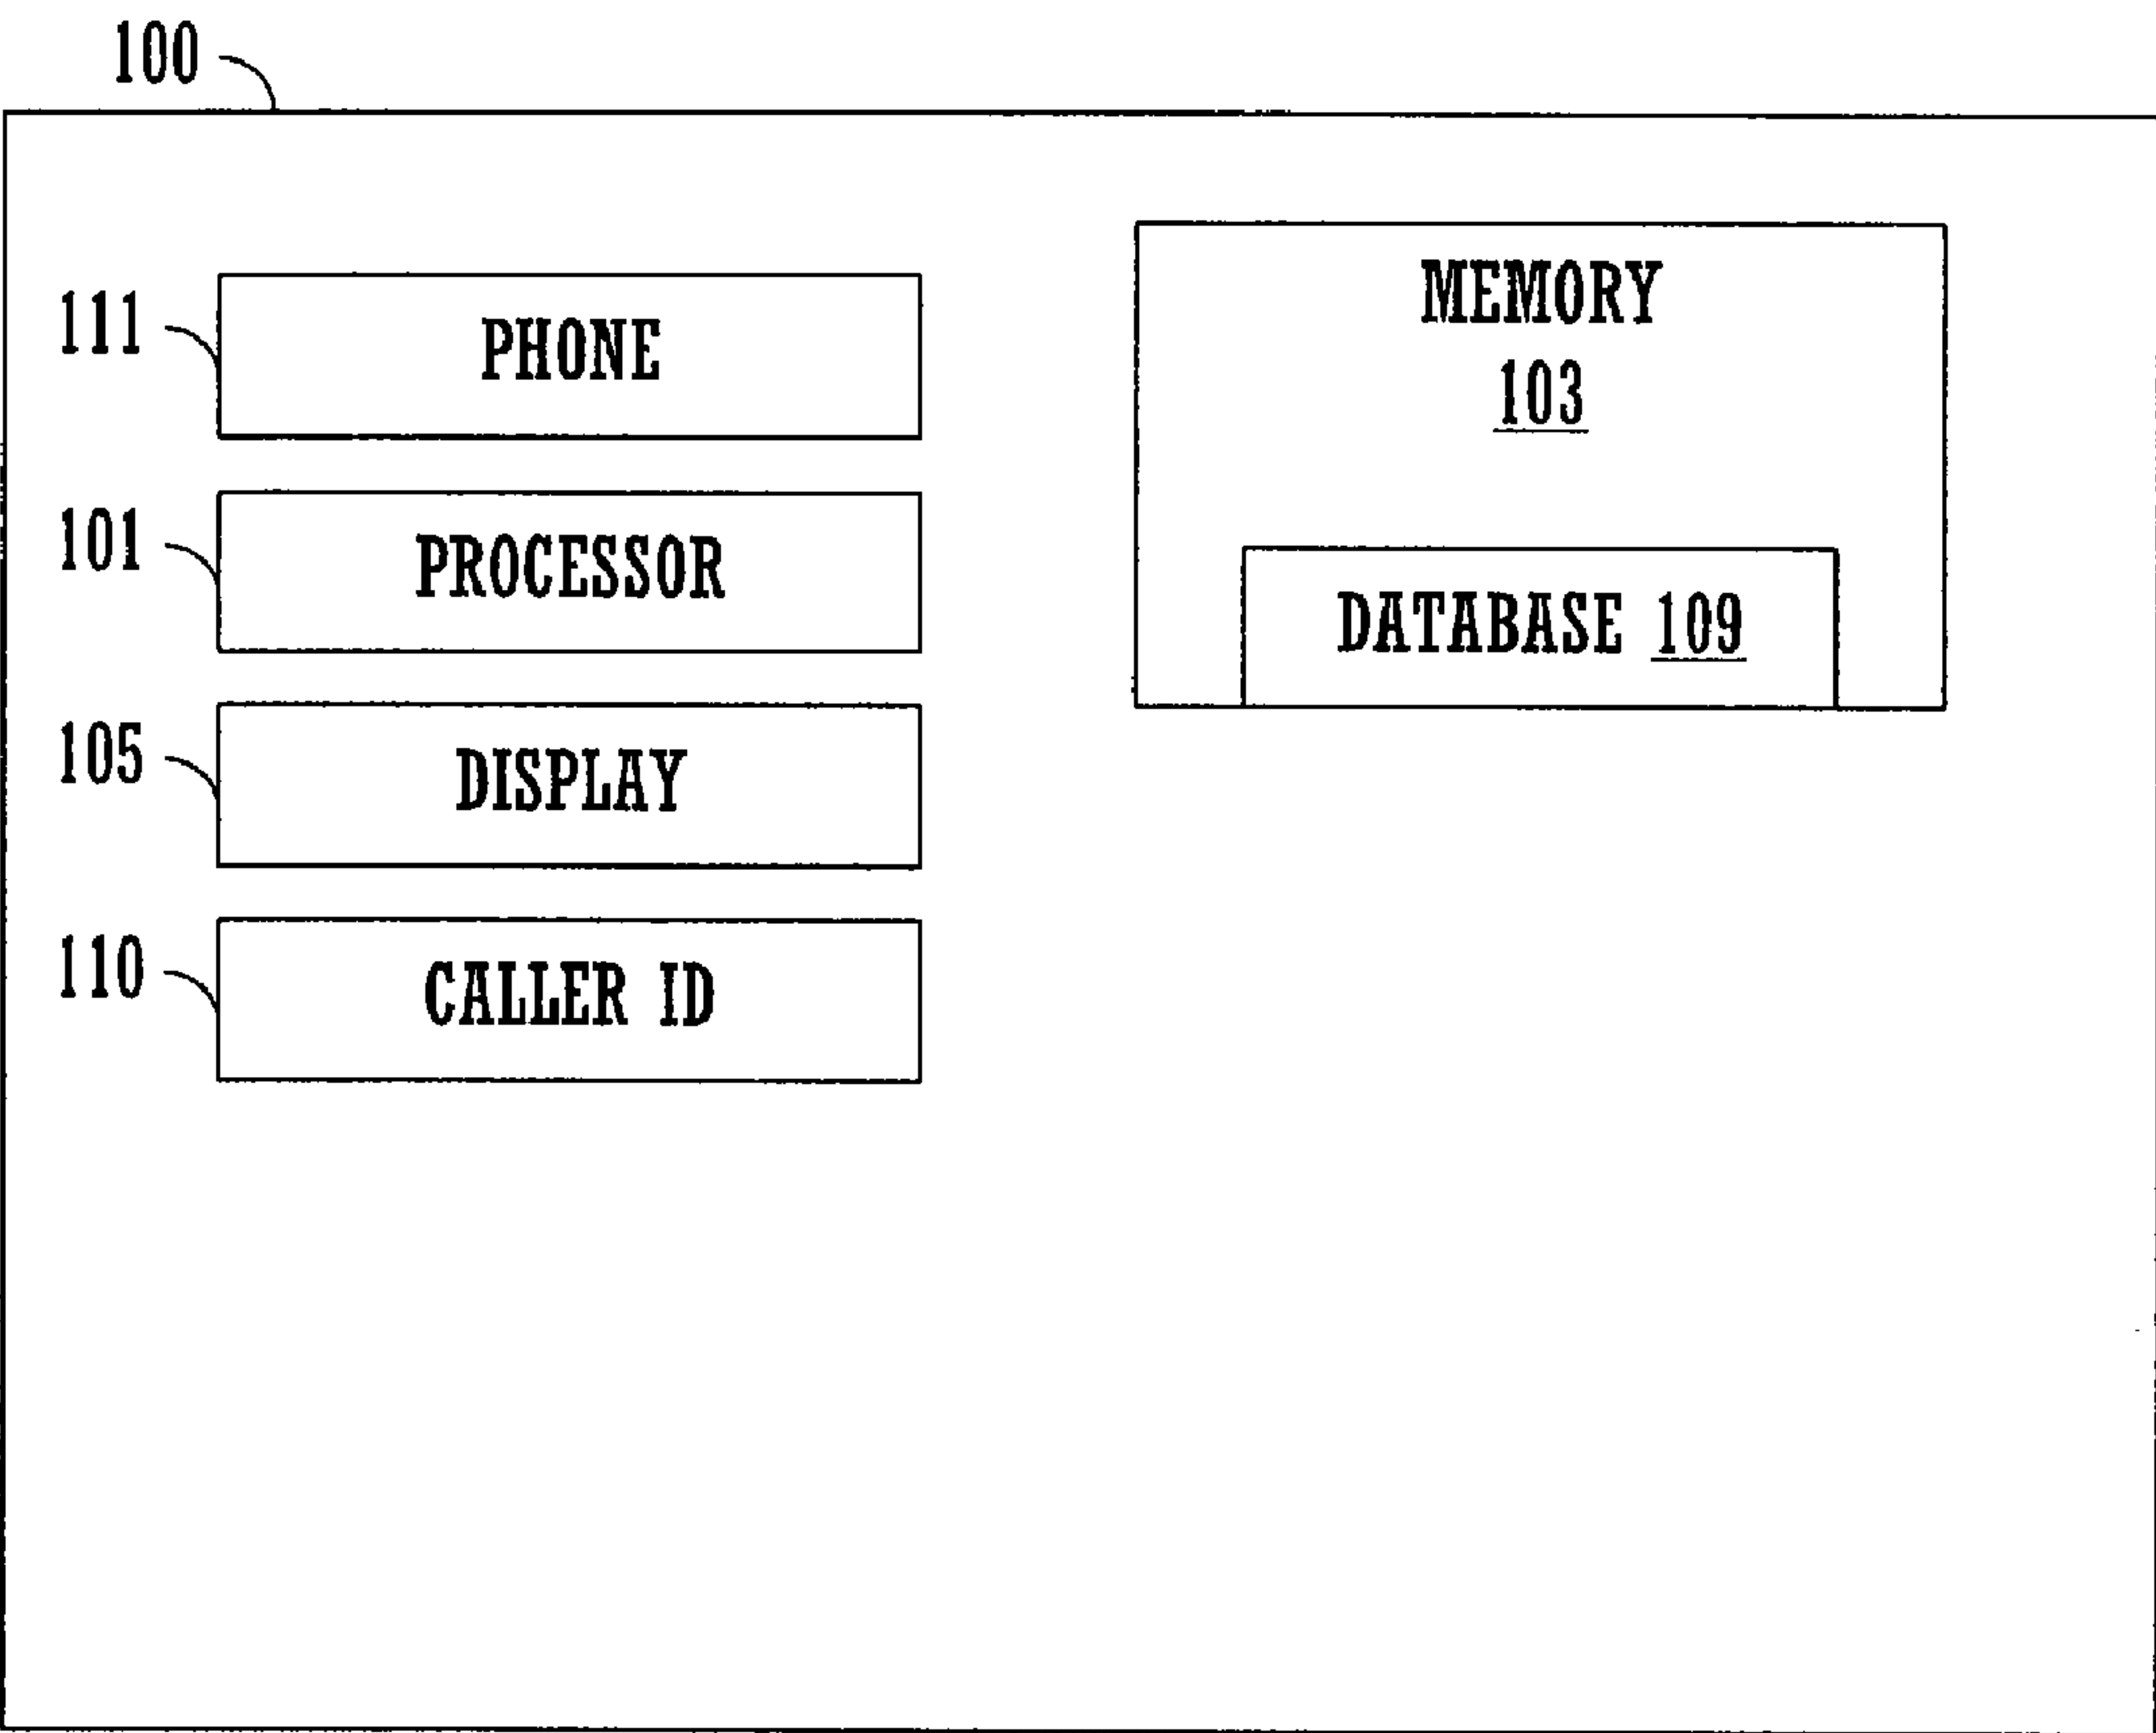 100
111
PHONE
101
PROCESSOR
105
DISPLAY
110
CALLER ID
MEMORY
103
DATABASE 109